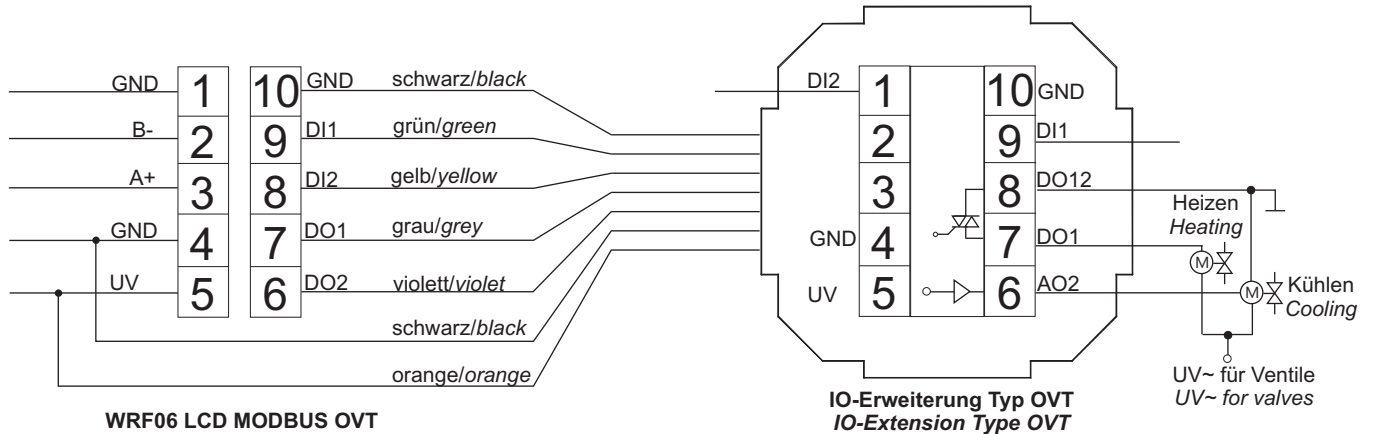 GND 1 10 GND schwarz/black
B- 2 9 DI1 grün/green
A+ 3 8 DI2 gelb/yellow
GND 4 7 DO1 grau/grey
UV 5 6 DO2 violett/violet
schwarz/black
orange/orange
WRF06 LCD MODBUS OVT
DI2 1 10 GND
2 9 DI1
3 8 DO12
GND 4 7 DO1
UV 5 6 AO2
Heizen
Heating
M
M
Kühlen
Cooling
UV~ für Ventile
UV~ for valves
IO-Erweiterung Typ OVT
IO-Extension Type OVT